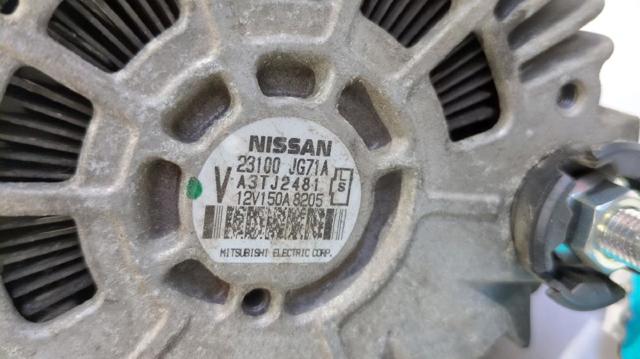 NISSAN
23100 JG71A
V A3TJ2481 S
12V150A 8205
MITSUBISHI ELECTRIC CORP.